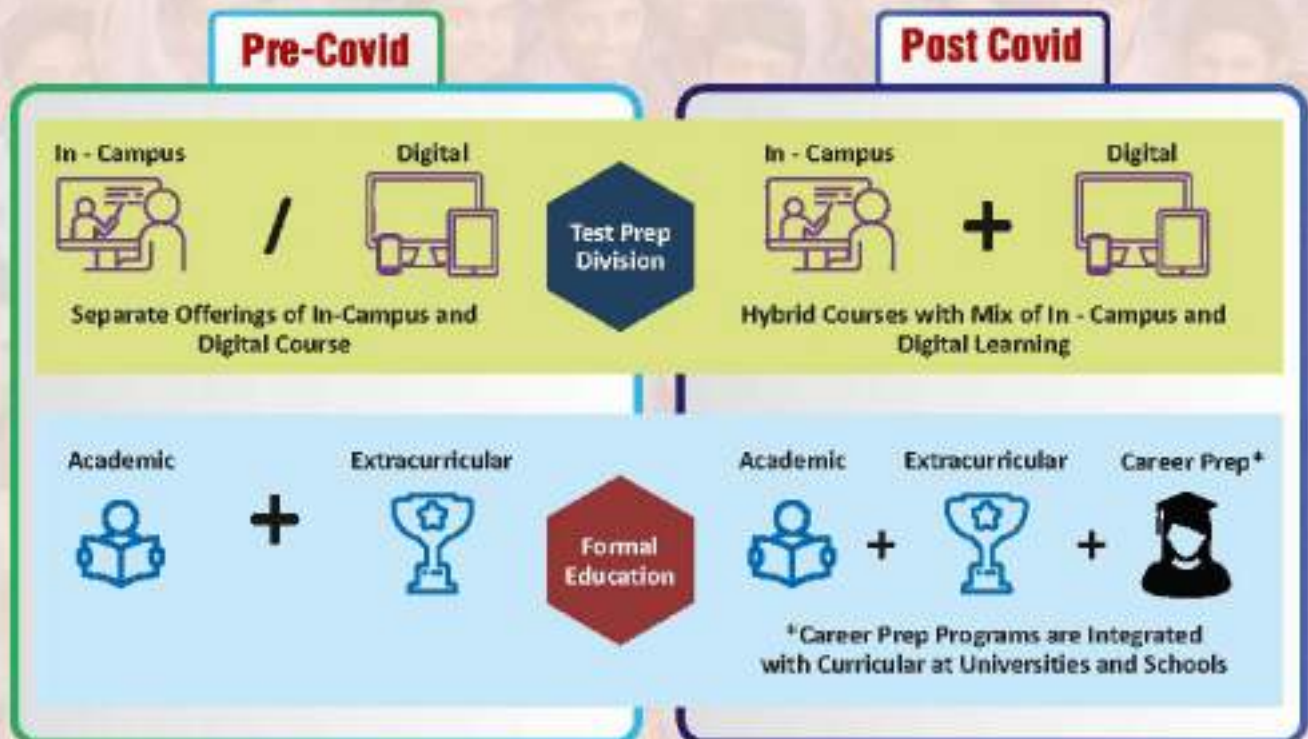 Pre-Covid
Post Covid
In - Campus
/
Digital
Separate Offerings of In-Campus and
Digital Course
Test Prep
Division
In - Campus
+
Digital
Hybrid Courses with Mix of In - Campus and
Digital Learning
Academic
+
Extracurricular
Formal
Education
Academic
+
Extracurricular
+
Career Prep*
*Career Prep Programs are Integrated
with Curricular at Universities and Schools